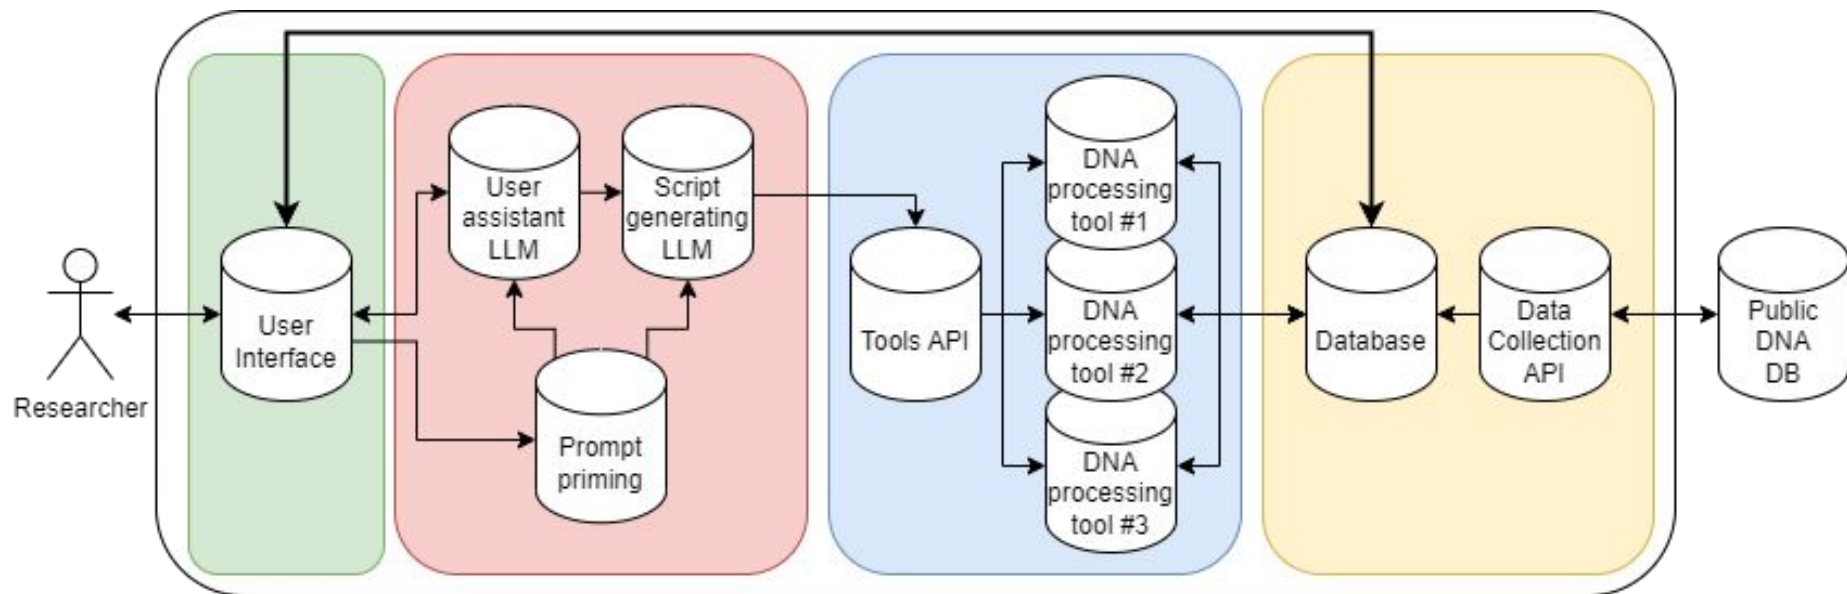 Researcher
User
Interface
User
assistant
LLM
Script
generating
LLM
Prompt
priming
Tools API
DNA
processing
tool #1
DNA
processing
tool #2
DNA
processing
tool #3
Database
Data
Collection
API
Public
DNA
DB